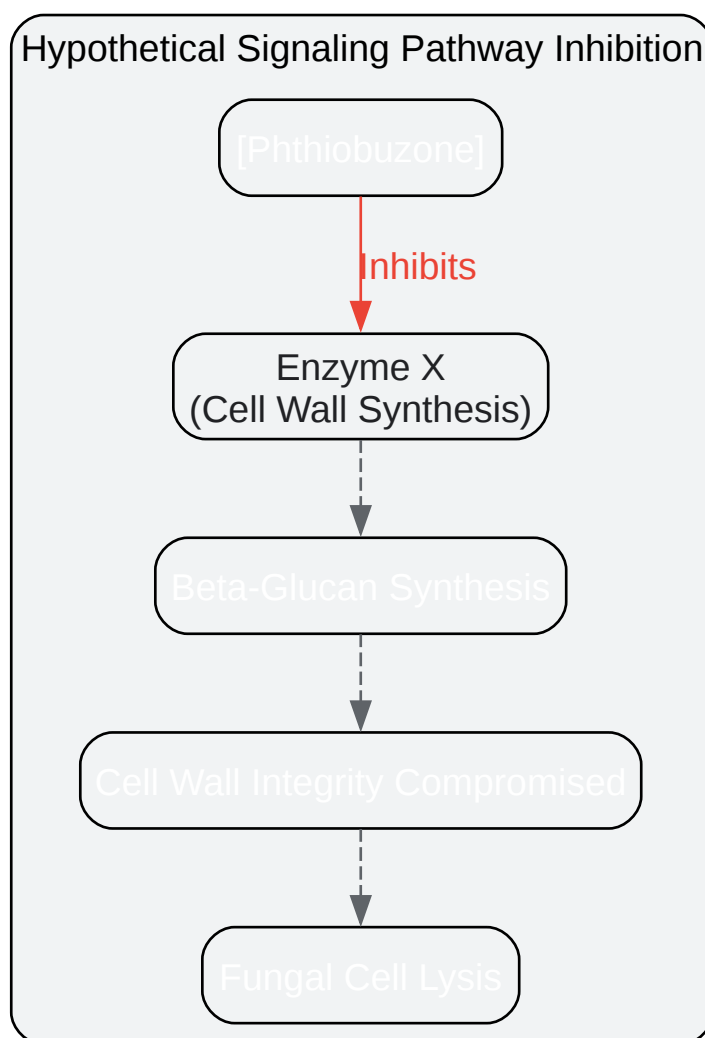 Hypothetical Signaling Pathway Inhibition
[Phthiobuzone]
Inhibits
Enzyme X
(Cell Wall Synthesis)
Beta-Glucan Synthesis
Cell Wall Integrity Compromised
Fungal Cell Lysis